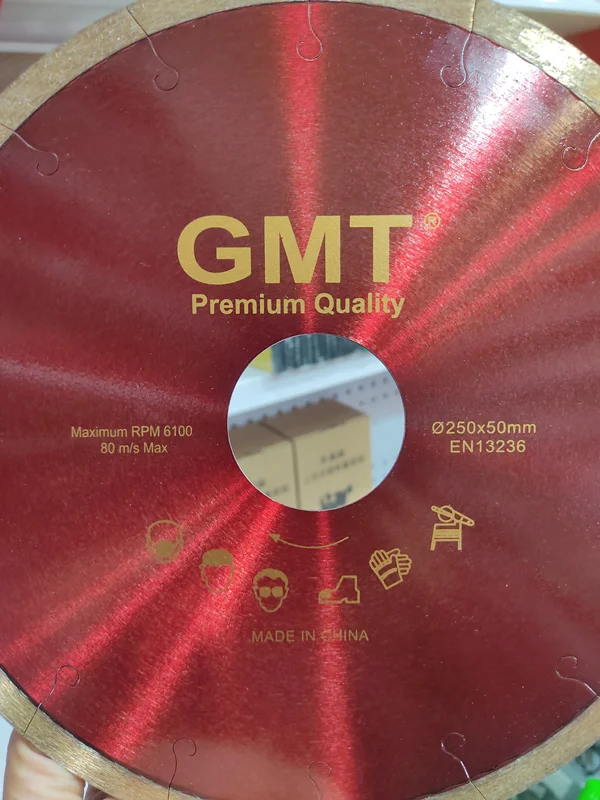 GMT®
Premium Quality
Maximum RPM 6100
80 m/s Max
Ø250x50mm
EN13236
MADE IN CHINA